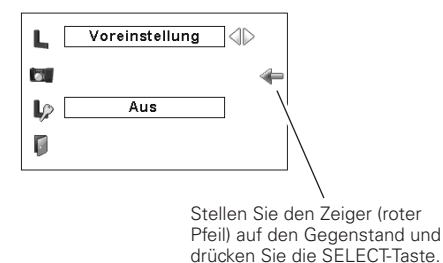 Voreinstellung
Aus
Stellen Sie den Zeiger (roter
Pfeil) auf den Gegenstand und
drücken Sie die SELECT-Taste.